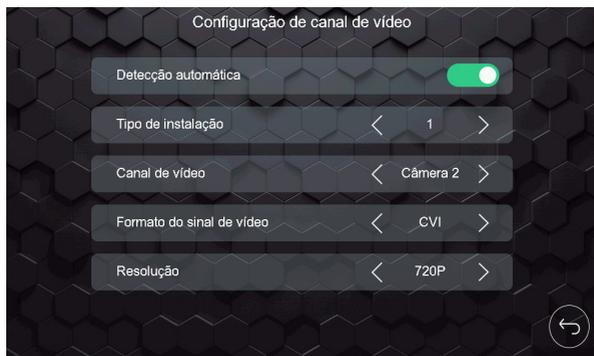 Configuração de canal de vídeo
Detecção automática
Tipo de instalação 1
Canal de vídeo Câmera 2
Formato do sinal de vídeo CVI
Resolução 720P